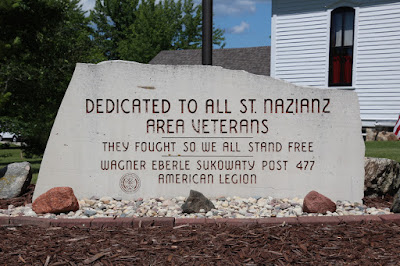 DEDICATED TO ALL ST. NAZIANZ
AREA VETERANS
THEY FOUGHT SO WE ALL STAND FREE
WAGNER EBERLE SUKOWATY POST 477
AMERICAN LEGION